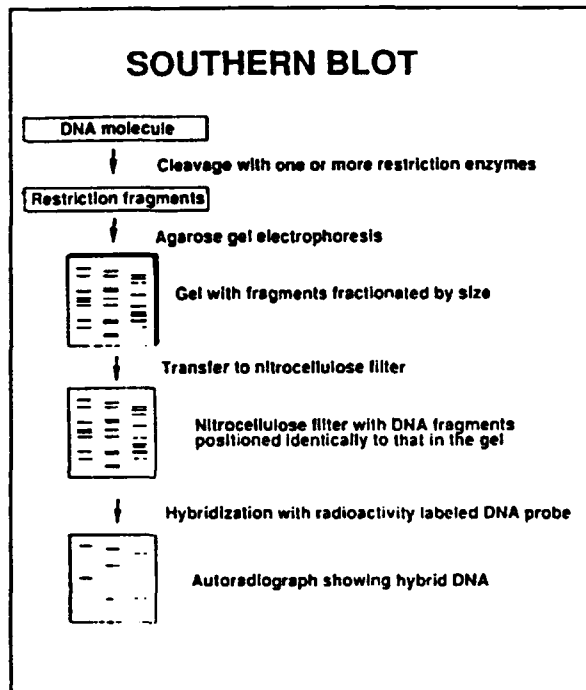 SOUTHERN BLOT
DNA molecule
Cleavage with one or more restriction enzymes
Restriction fragments
Agarose gel electrophoresis
Gel with fragments fractionated by size
Transfer to nitrocellulose filter
Nitrocellulose filter with DNA fragments
positioned identically to that in the gel
Hybridization with radioactivity labeled DNA probe
Autoradiograph showing hybrid DNA